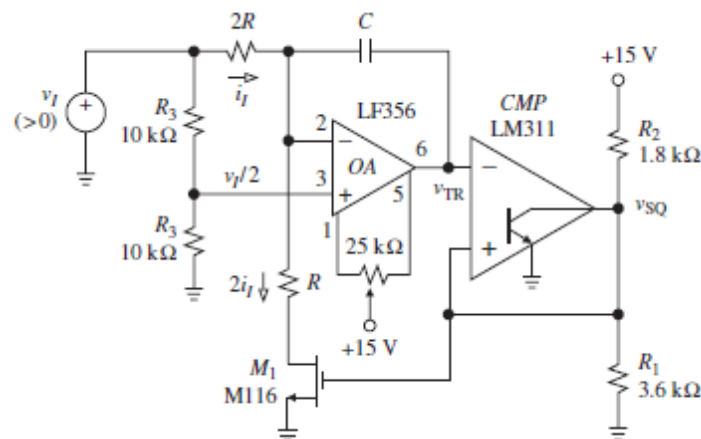 2R
C
+15 V
i_I
v_I
(>0)
+
R_3
10 kΩ
LF356
CMP
LM311
R_2
1.8 kΩ
2
−
OA
6
v_I/2
3
+
5
v_TR
−
v_SQ
R_3
10 kΩ
1
25 kΩ
+
2i_I
R
+15 V
M_1
M116
R_1
3.6 kΩ